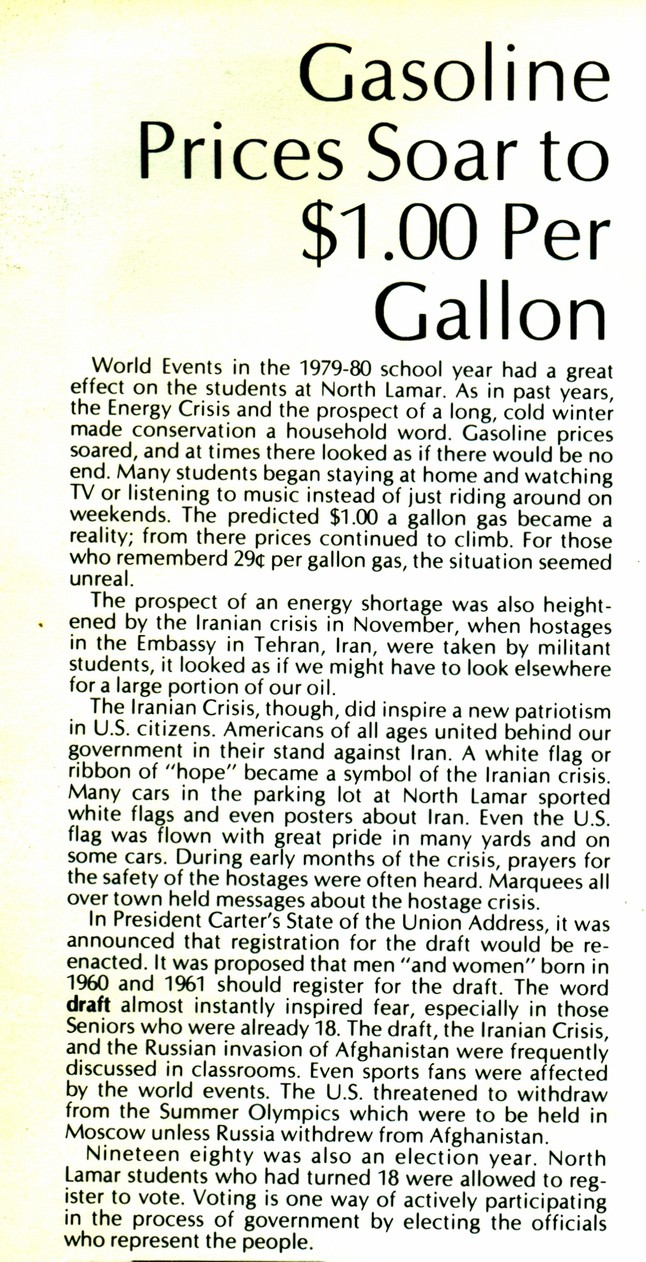 Gasoline
Prices Soar to
$1.00 Per
Gallon
World Events in the 1979-80 school year had a great
effect on the students at North Lamar. As in past years,
the Energy Crisis and the prospect of a long, cold winter
made conservation a household word. Gasoline prices
soared, and at times there looked as if there would be no
end. Many students began staying at home and watching
TV or listening to music instead of just riding around on
weekends. The predicted $1.00 a gallon gas became a
reality; from there prices continued to climb. For those
who rememberd 29¢ per gallon gas, the situation seemed
unreal.
The prospect of an energy shortage was also height-
ened by the Iranian crisis in November, when hostages
in the Embassy in Tehran, Iran, were taken by militant
students, it looked as if we might have to look elsewhere
for a large portion of our oil.
The Iranian Crisis, though, did inspire a new patriotism
in U.S. citizens. Americans of all ages united behind our
government in their stand against Iran. A white flag or
ribbon of "hope" became a symbol of the Iranian crisis.
Many cars in the parking lot at North Lamar sported
white flags and even posters about Iran. Even the U.S.
flag was flown with great pride in many yards and on
some cars. During early months of the crisis, prayers for
the safety of the hostages were often heard. Marquees all
over town held messages about the hostage crisis.
In President Carter's State of the Union Address, it was
announced that registration for the draft would be re-
enacted. It was proposed that men "and women" born in
1960 and 1961 should register for the draft. The word
draft almost instantly inspired fear, especially in those
Seniors who were already 18. The draft, the Iranian Crisis,
and the Russian invasion of Afghanistan were frequently
discussed in classrooms. Even sports fans were affected
by the world events. The U.S. threatened to withdraw
from the Summer Olympics which were to be held in
Moscow unless Russia withdrew from Afghanistan.
Nineteen eighty was also an election year. North
Lamar students who had turned 18 were allowed to reg-
ister to vote. Voting is one way of actively participating
in the process of government by electing the officials
who represent the people.